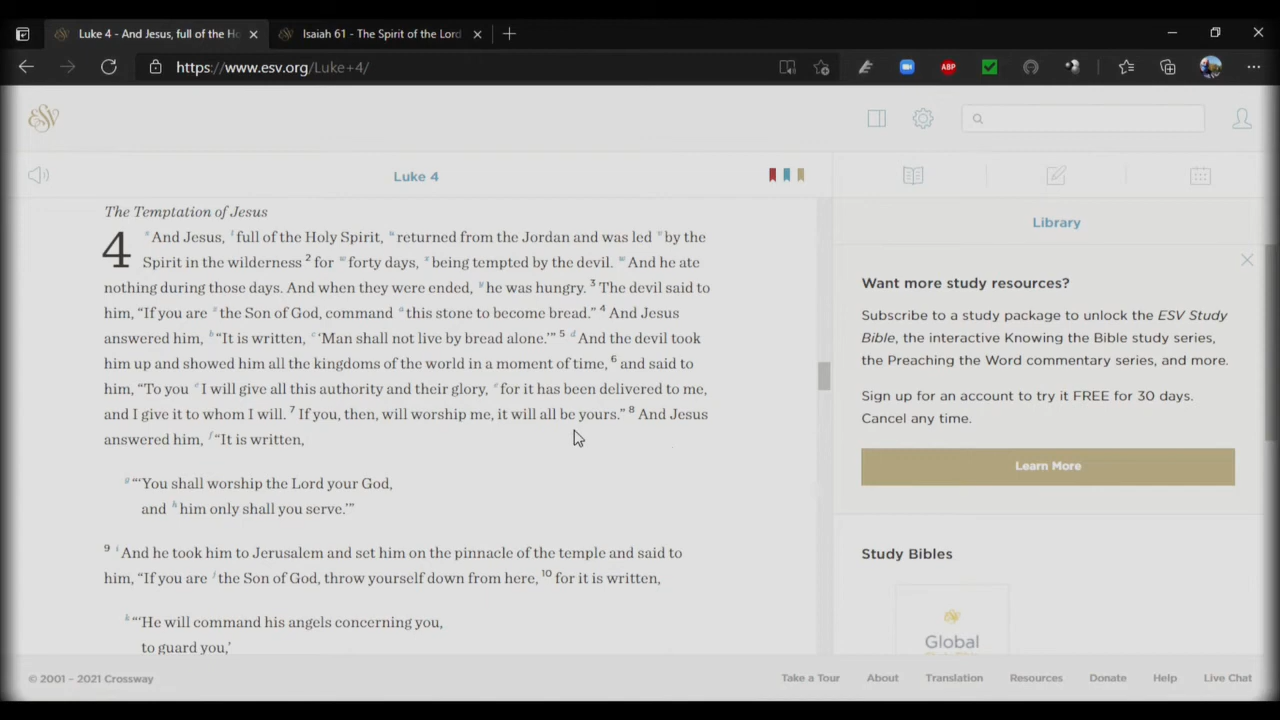 Luke 4 - And Jesus, full of the Ho
Isaiah 61 - The Spirit of the Lord
https://www.esv.org/Luke+4/
ABP
ESV
Luke 4
The Temptation of Jesus
4 s And Jesus, t full of the Holy Spirit, u returned from the Jordan and was led v by the
Spirit in the wilderness 2 for w forty days, x being tempted by the devil. w And he ate
nothing during those days. And when they were ended, y he was hungry. 3 The devil said to
him, “If you are z the Son of God, command a this stone to become bread.” 4 And Jesus
answered him, b “It is written, c ‘Man shall not live by bread alone.’” 5 d And the devil took
him up and showed him all the kingdoms of the world in a moment of time, 6 and said to
him, “To you e I will give all this authority and their glory, e for it has been delivered to me,
and I give it to whom I will. 7 If you, then, will worship me, it will all be yours.” 8 And Jesus
answered him, f “It is written,
g “‘You shall worship the Lord your God,
and h him only shall you serve.’”
9 i And he took him to Jerusalem and set him on the pinnacle of the temple and said to
him, “If you are j the Son of God, throw yourself down from here, 10 for it is written,
k “‘He will command his angels concerning you,
to guard you,’
Library
Want more study resources?
Subscribe to a study package to unlock the ESV Study
Bible, the interactive Knowing the Bible study series,
the Preaching the Word commentary series, and more.
Sign up for an account to try it FREE for 30 days.
Cancel any time.
Learn More
Study Bibles
Global
© 2001 – 2021 Crossway
Take a Tour
About
Translation
Resources
Donate
Help
Live Chat